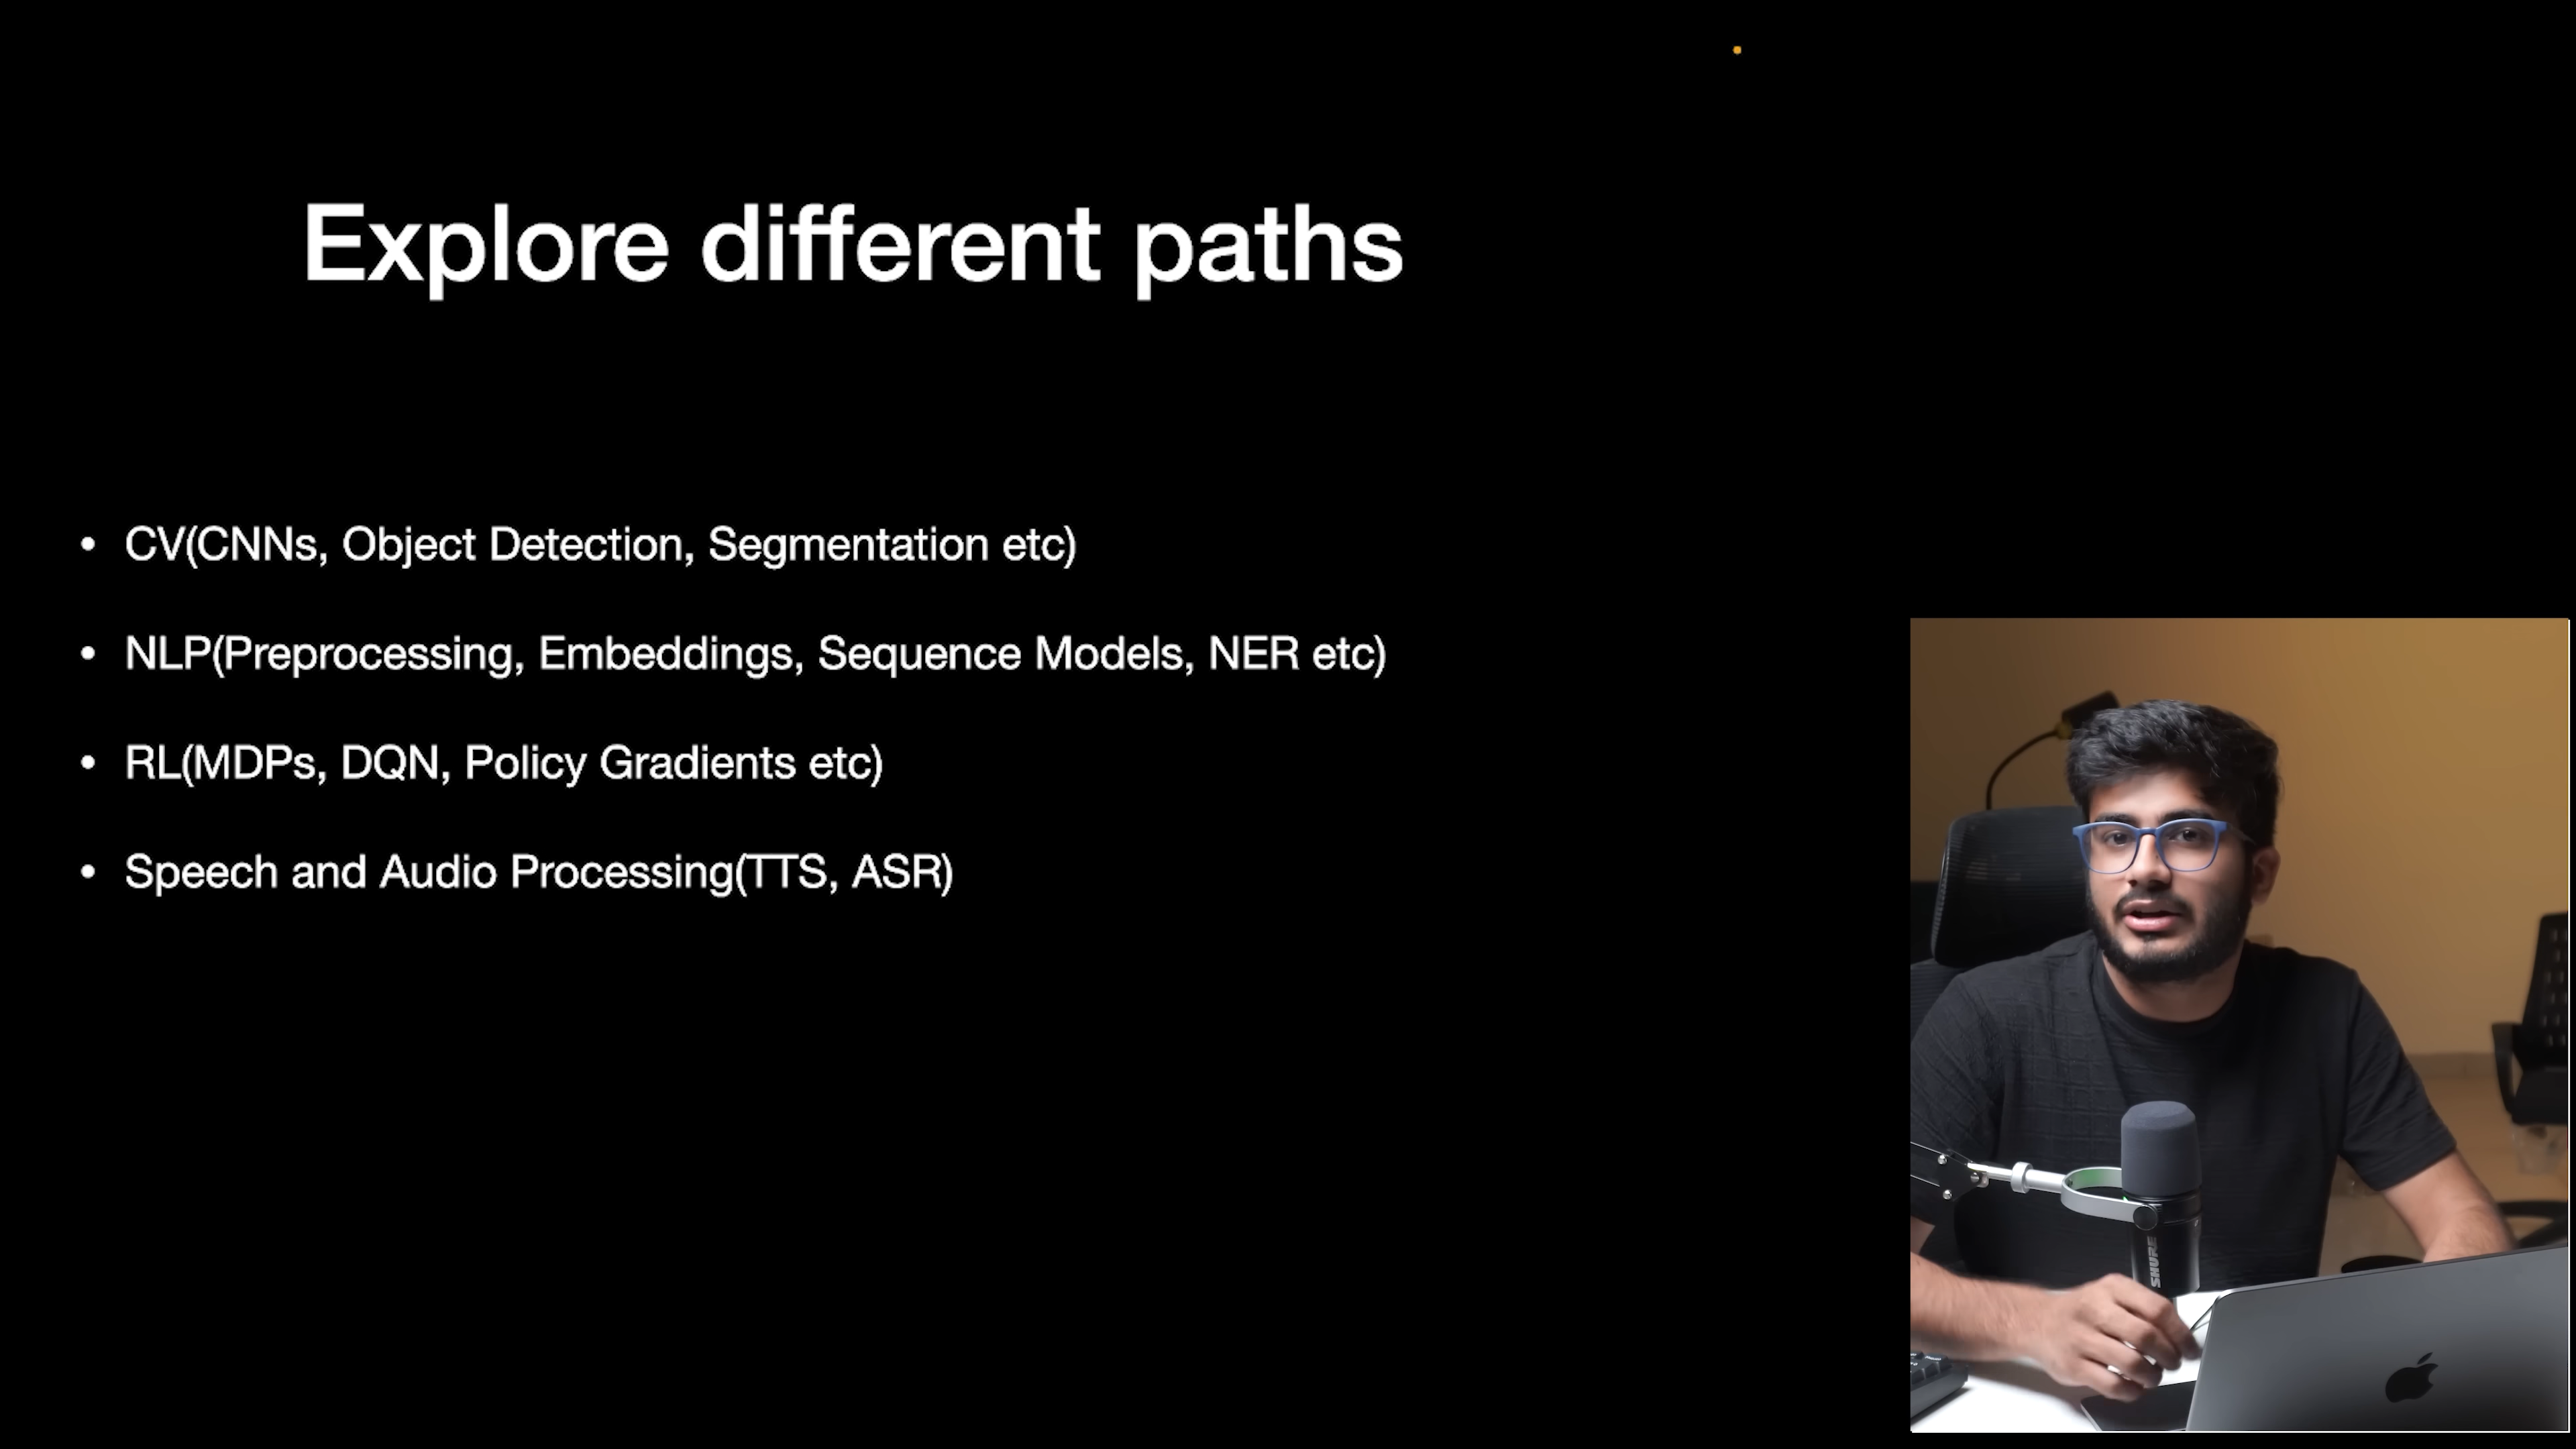 Explore different paths
• CV(CNNs, Object Detection, Segmentation etc)
• NLP(Preprocessing, Embeddings, Sequence Models, NER etc)
• RL(MDPs, DQN, Policy Gradients etc)
• Speech and Audio Processing(TTS, ASR)
SHURE